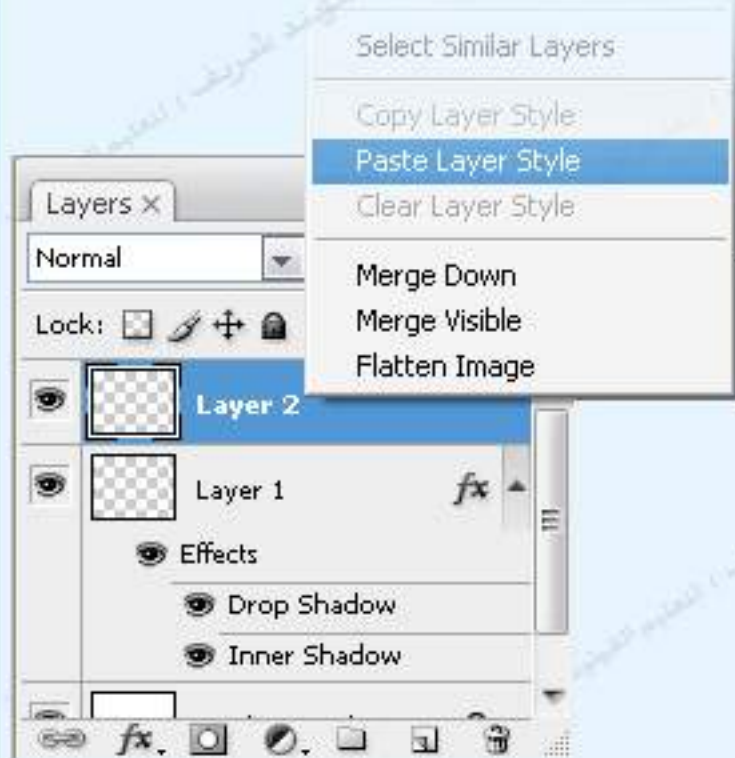 Select Similar Layers
Copy Layer Style
Paste Layer Style
Clear Layer Style
Merge Down
Merge Visible
Flatten Image
Layers ×
Normal
Lock:
Layer 2
Layer 1 fx
Effects
Drop Shadow
Inner Shadow
fx.